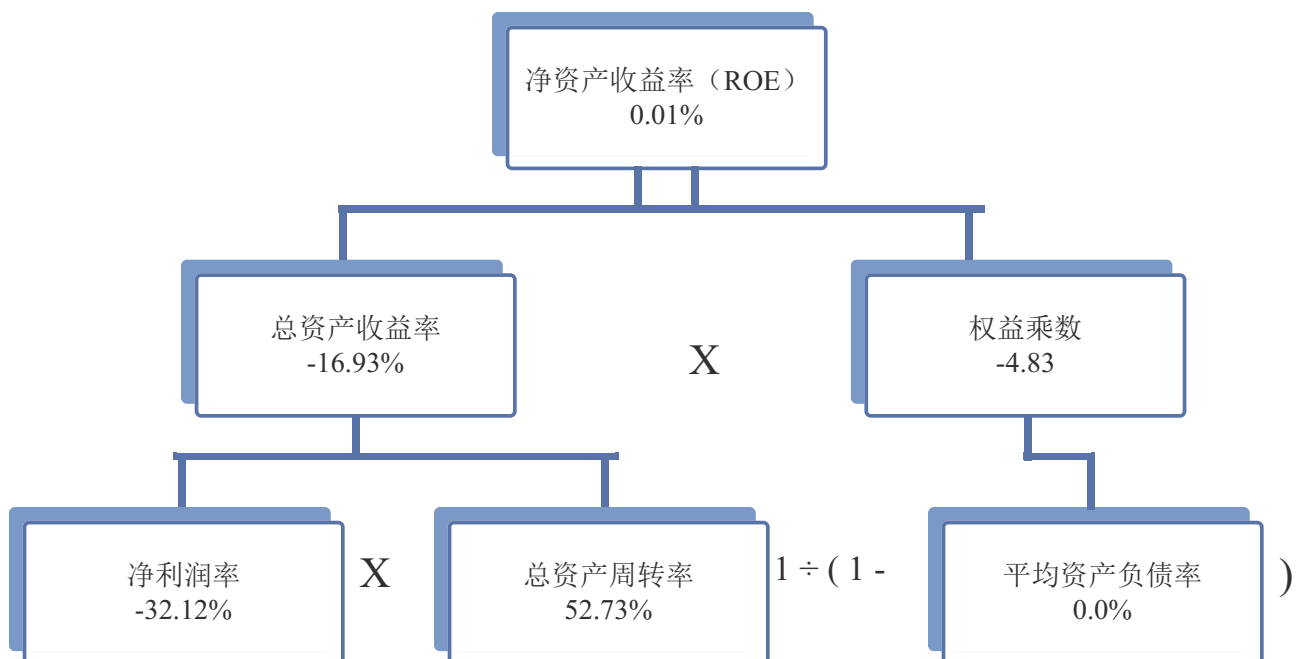 净资产收益率（ROE）
0.01%
总资产收益率
-16.93%
X
权益乘数
-4.83
净利润率
-32.12%
X
总资产周转率
52.73%
1 ÷ ( 1 -
平均资产负债率
0.0%
)